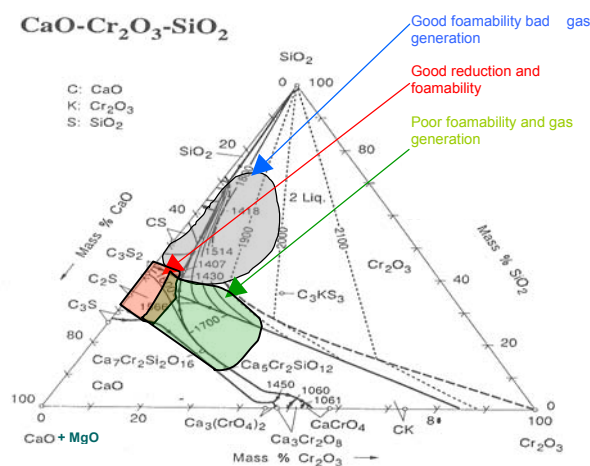 CaO-Cr₂O₃-SiO₂
Good foamability bad gas
generation
Good reduction and
foamability
Poor foamability and gas
generation
C: CaO
K: Cr₂O₃
S: SiO₂
SiO₂
0
100
20
SiO₂
80
← Mass % CaO
40
CS
1418
2 Liq.
1900
2000
2100
Mass % SiO₂ →
C₃S₂
1514
1407
1430
Cr₂O₃
C₂S
C₃KS₃
C₃S
1700
40
80
Ca₇Cr₂Si₂O₁₆
Ca₅Cr₂SiO₁₂
20
CaO
1450
1060
1061
100
0
80
100
0
Ca₃(CrO₄)₂
CaCrO₄
CK
Ca₃Cr₂O₈
CaO + MgO
Mass % Cr₂O₃ →
Cr₂O₃